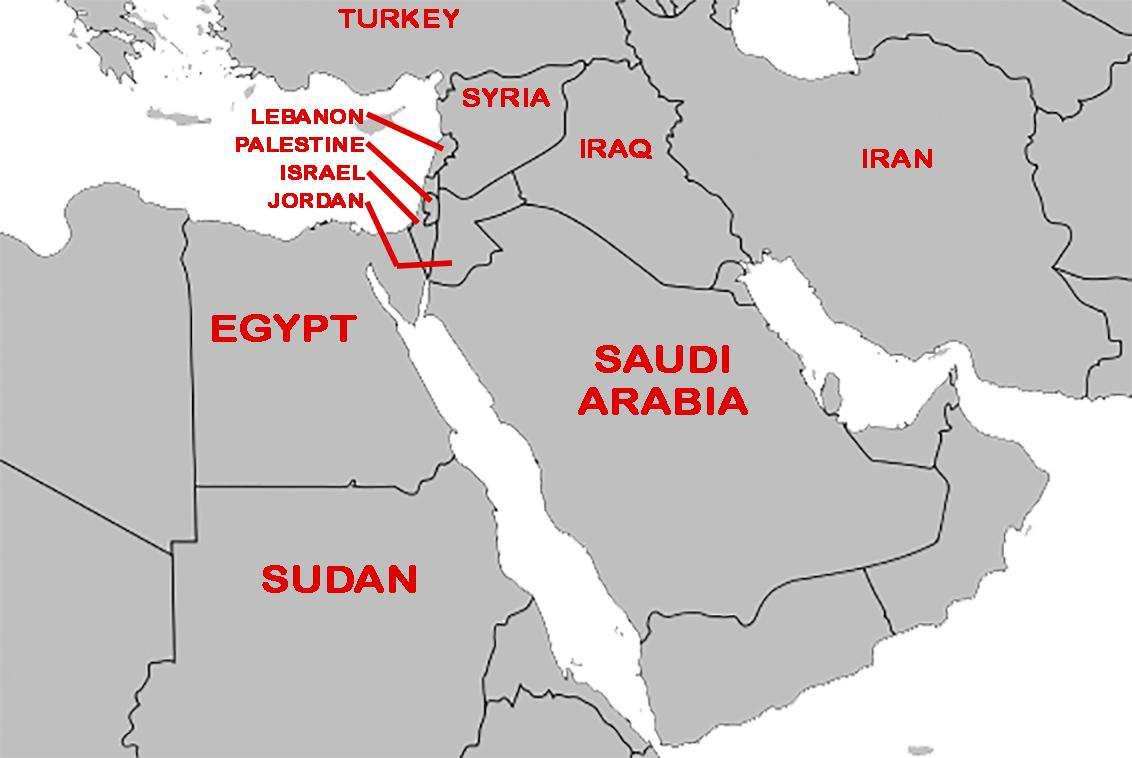 TURKEY
SYRIA
LEBANON
PALESTINE
ISRAEL
JORDAN
IRAQ
IRAN
EGYPT
SAUDI
ARABIA
SUDAN